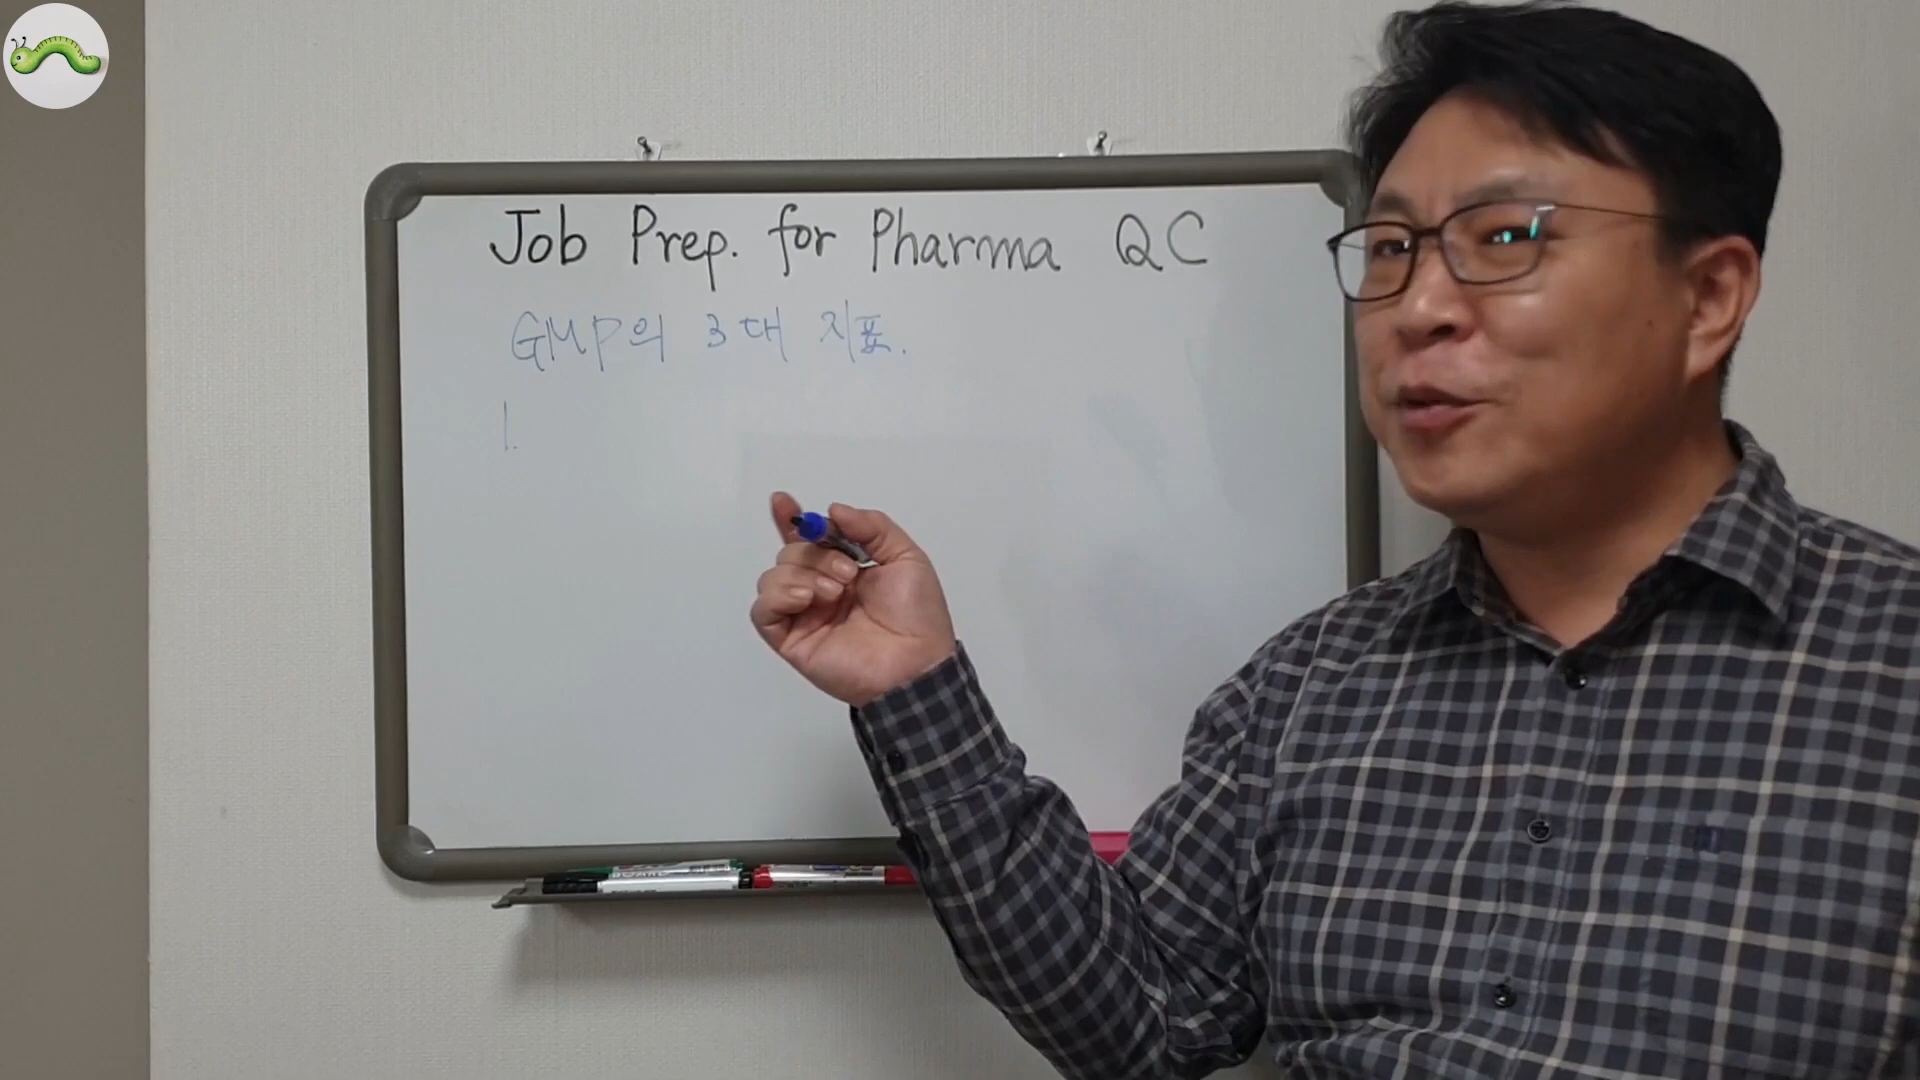 Job Prep. for Pharma QC
GMP의 3대 지표.
1.